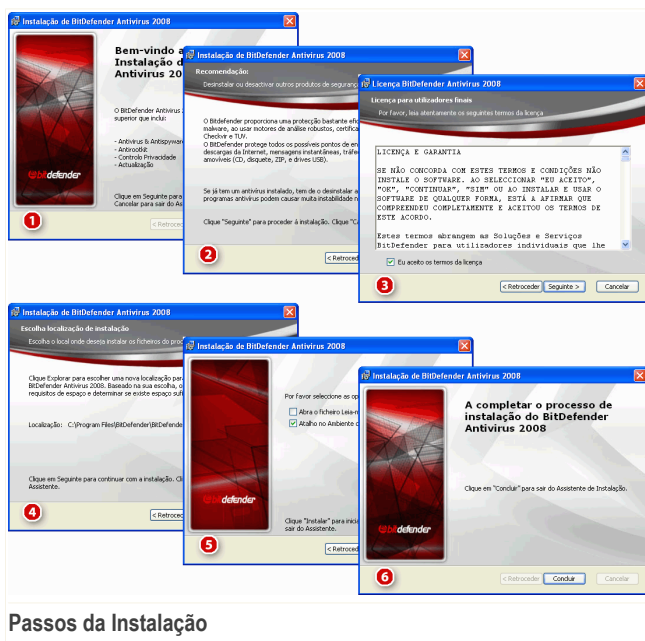 Instalação de BitDefender Antivirus 2008
Bem-vindo a
Instalação d
Antivirus 20
O BitDefender Antivirus
superior que inclui:
- Antivirus & Antispyware
- Antirootkit
- Controlo Privacidade
- Actualização
Clique em Seguinte para
Cancelar para sair do As
bitdefender
< Retroced
1
Instalação de BitDefender Antivirus 2008
Recomendação:
Desinstalar ou desactivar outros produtos de seguranç
O Bitdefender proporciona uma protecção bastante efic
malware, ao usar motores de análise robustos, certifica
Checkvir e TUV.
O BitDefender protege todos os possíveis pontos de en
descargas da Internet, mensagens instantâneas, tráfe
amovíveis (CD, disquete, ZIP, e drives USB).
Se já tem um antivirus instalado, tem de o desinstalar a
programas antivirus podem causar muita instabilidade n
Clique "Seguinte" para proceder à instalação. Clique "Ca
< Retroced
2
Licença BitDefender Antivirus 2008
Licença para utilizadores finais
Por favor, leia atentamente os seguintes termos da licença
LICENÇA E GARANTIA
SE NÃO CONCORDA COM ESTES TERMOS E CONDIÇÕES NÃO
INSTALE O SOFTWARE. AO SELECCIONAR "EU ACEITO",
"OK", "CONTINUAR", "SIM" OU AO INSTALAR E USAR O
SOFTWARE DE QUALQUER FORMA, ESTÁ A AFIRMAR QUE
COMPREENDEU COMPLETAMENTE E ACEITOU OS TERMOS DE
ESTE ACORDO.
Estes termos abrangem as Soluções e Serviços
BitDefender para utilizadores individuais que lhe
Eu aceito os termos da licença
< Retroceder Seguinte > Cancelar
3
Instalação de BitDefender Antivirus 2008
Escolha localização de instalação
Escolha o local onde deseja instalar os ficheiros do prod
Clique Explorar para escolher uma nova localização par
BitDefender Antivirus 2008. Baseado na sua escolha, o
requisitos de espaço e determinar se existe espaço sufi
Localização: C:\Program Files\BitDefender\BitDefende
Clique em Seguinte para continuar com a instalação. Cli
Assistente.
< Retroced
4
Instalação de BitDefender Antivirus 2008
Por favor seleccione as op
Abra o ficheiro Leia-m
Atalho no Ambiente d
bitdefender
Clique "Instalar" para inicia
sair do Assistente.
< Retroced
5
Instalação de BitDefender Antivirus 2008
A completar o processo de
instalação do BitDefender
Antivirus 2008
Clique em "Concluir" para sair do Assistente de Instalação.
bitdefender
< Retroceder Concluir Cancelar
6
Passos da Instalação